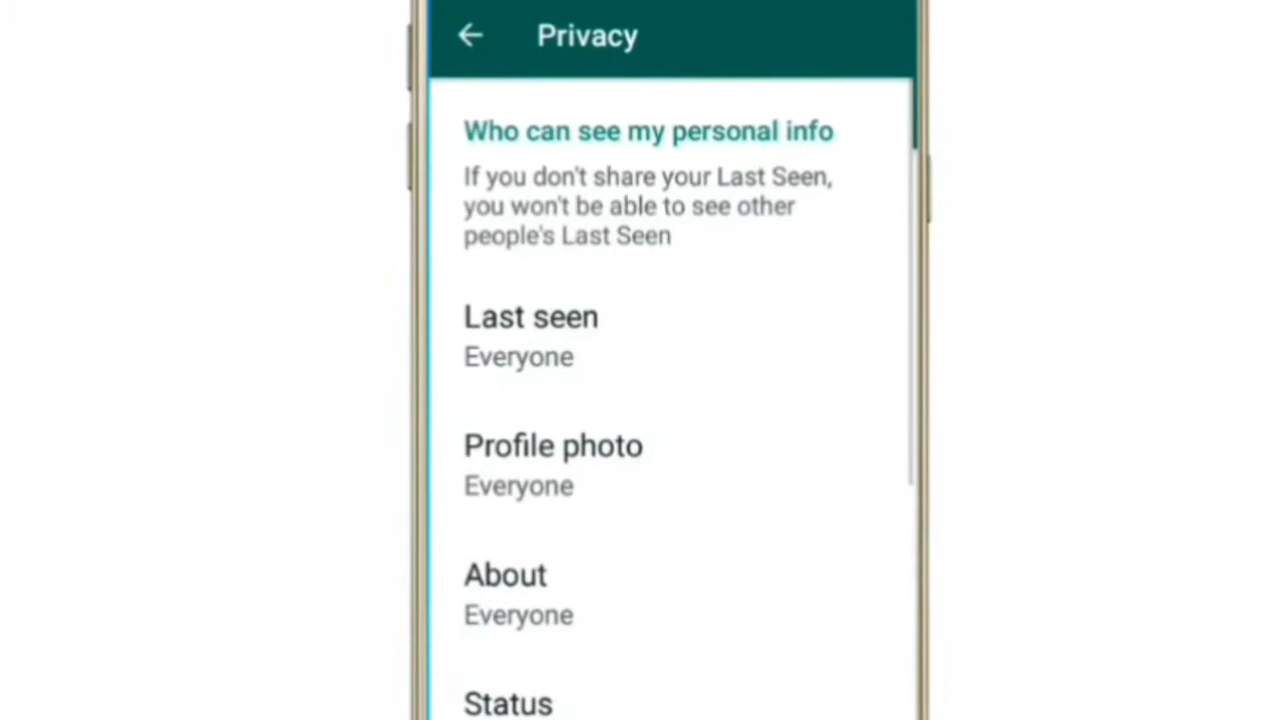 Privacy
Who can see my personal info
If you don't share your Last Seen,
you won't be able to see other
people's Last Seen
Last seen
Everyone
Profile photo
Everyone
About
Everyone
Status